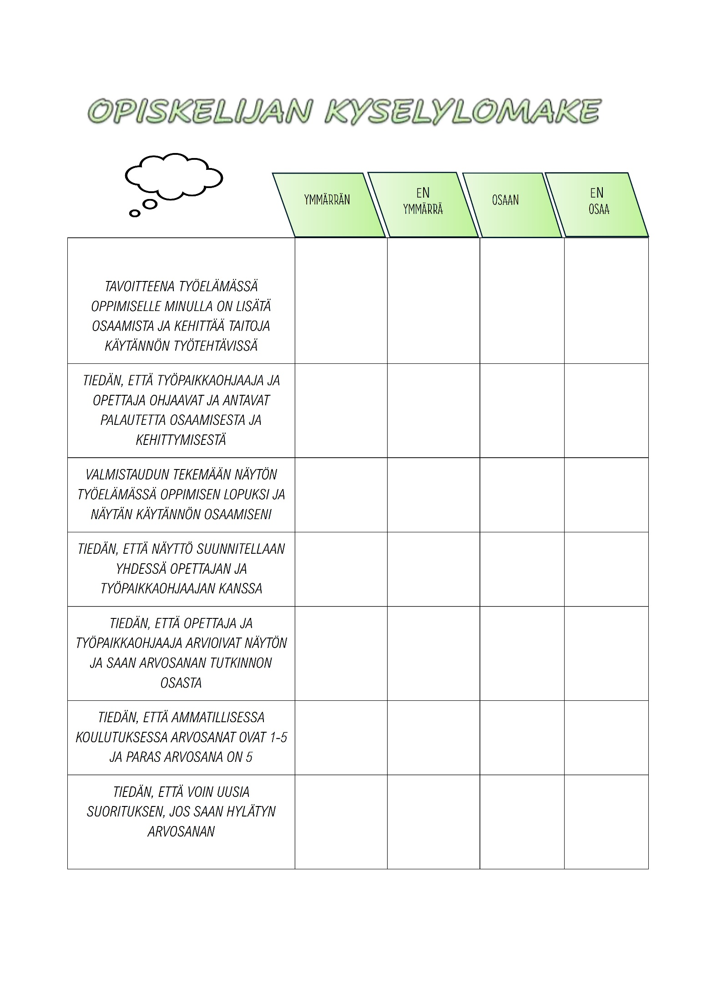 OPISKELIJAN KYSELYLOMAKE
YMMÄRRÄN
EN
YMMÄRRÄ
OSAAN
EN
OSAA
TAVOITTEENA TYÖELÄMÄSSÄ
OPPIMISELLE MINULLA ON LISÄTÄ
OSAAMISTA JA KEHITTÄÄ TAITOJA
KÄYTÄNNÖN TYÖTEHTÄVISSÄ
TIEDÄN, ETTÄ TYÖPAIKKAOHJAAJA JA
OPETTAJA OHJAAVAT JA ANTAVAT
PALAUTETTA OSAAMISESTA JA
KEHITTYMISESTÄ
VALMISTAUDUN TEKEMÄÄN NÄYTÖN
TYÖELÄMÄSSÄ OPPIMISEN LOPUKSI JA
NÄYTÄN KÄYTÄNNÖN OSAAMISENI
TIEDÄN, ETTÄ NÄYTTÖ SUUNNITELLAAN
YHDESSÄ OPETTAJAN JA
TYÖPAIKKAOHJAAJAN KANSSA
TIEDÄN, ETTÄ OPETTAJA JA
TYÖPAIKKAOHJAAJA ARVIOIVAT NÄYTÖN
JA SAAN ARVOSANAN TUTKINNON
OSASTA
TIEDÄN, ETTÄ AMMATILLISESSA
KOULUTUKSESSA ARVOSANAT OVAT 1-5
JA PARAS ARVOSANA ON 5
TIEDÄN, ETTÄ VOIN UUSIA
SUORITUKSEN, JOS SAAN HYLÄTYN
ARVOSANAN